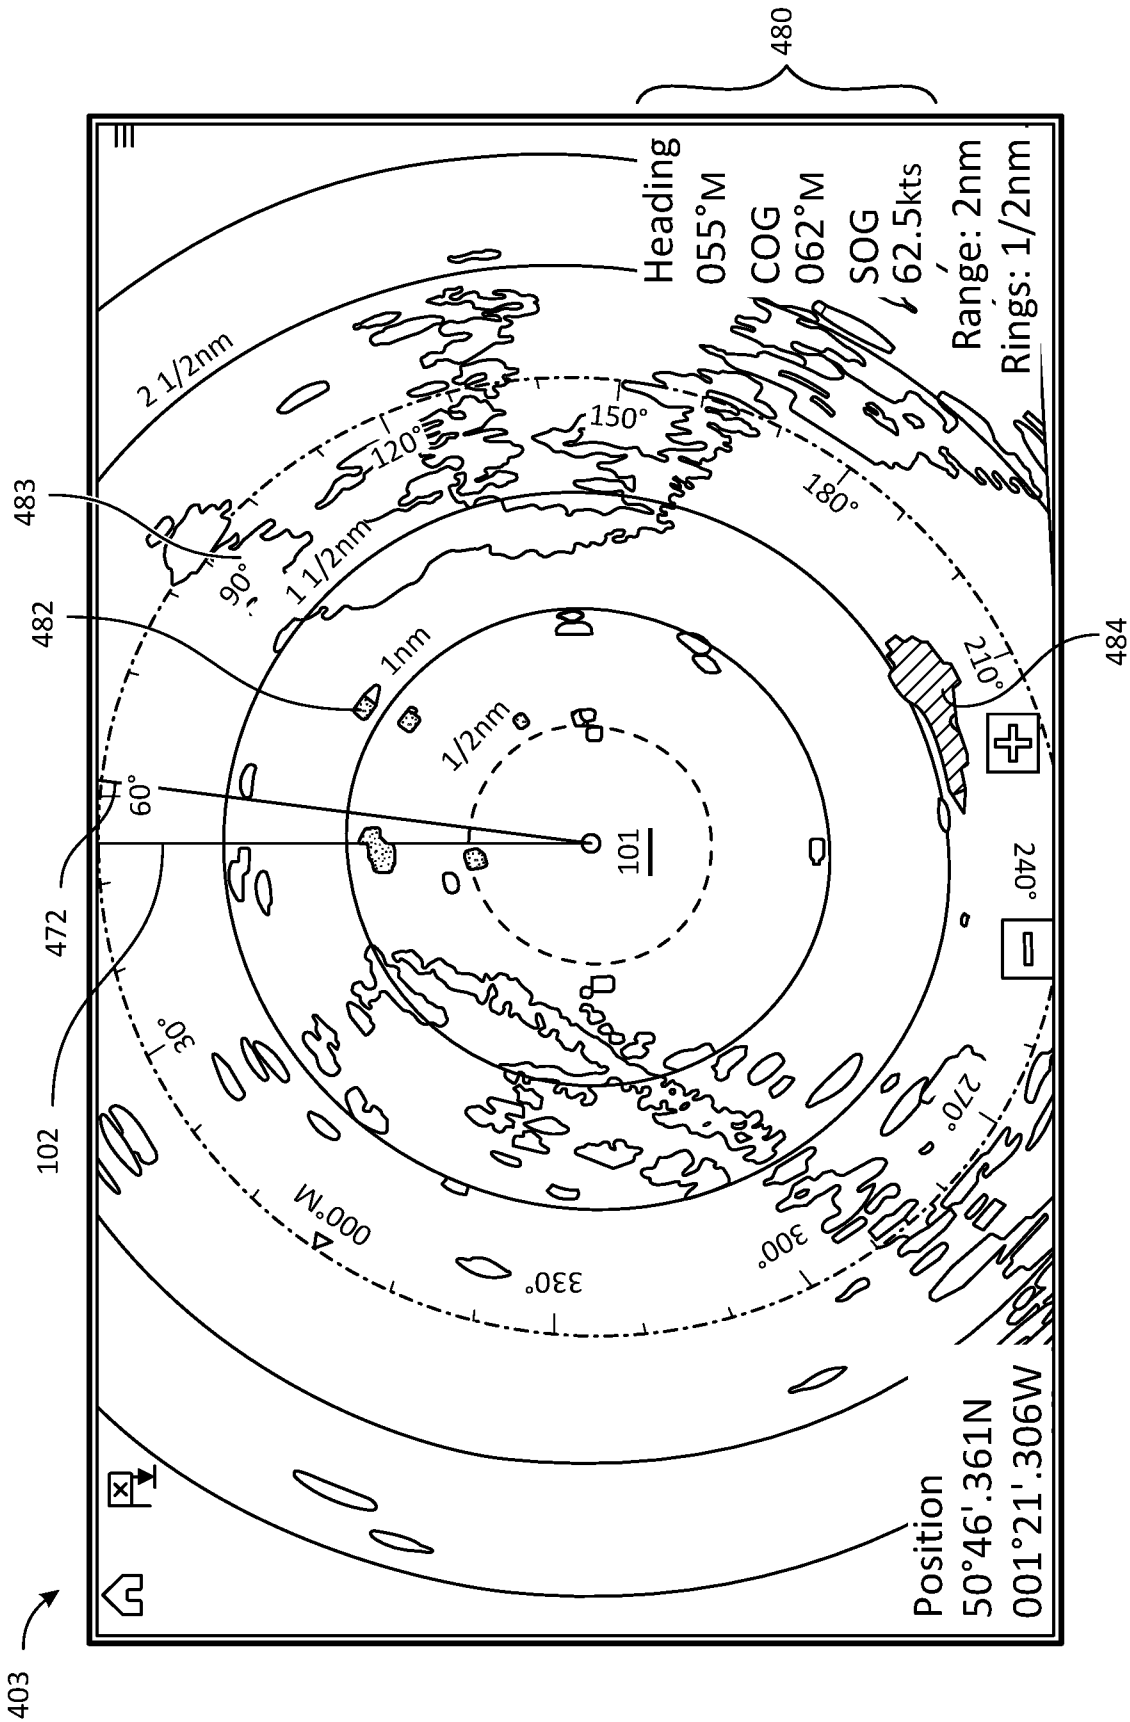 403
102
472
482
483
480
60°
30°
90°
120°
150°
180°
210°
240°
270°
300°
330°
000°M
2 1/2nm
1 1/2nm
1nm
1/2nm
101
484
Position
50°46'.361N
001°21'.306W
Heading
055°M
COG
062°M
SOG
62.5kts
Range: 2nm
Rings: 1/2nm